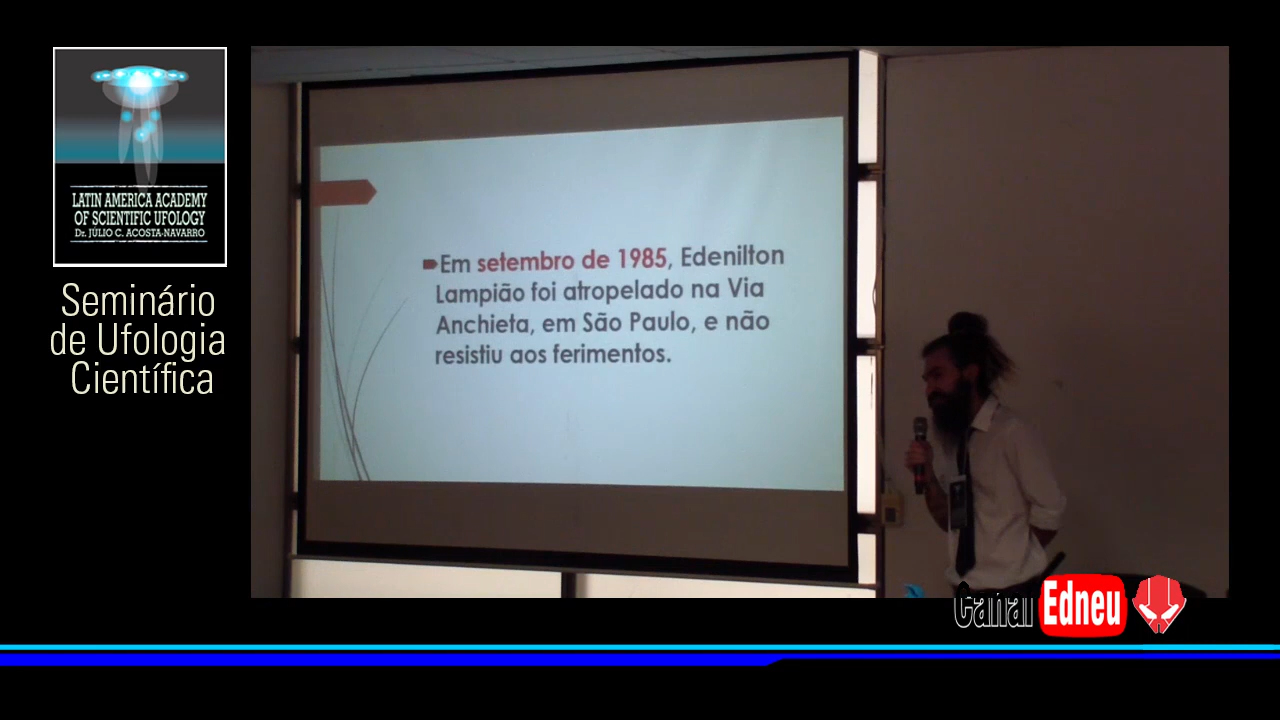 LATIN AMERICA ACADEMY
OF SCIENTIFIC UFOLOGY
Dr. JÚLIO C. ACOSTA-NAVARRO
Seminário
de Ufologia
Científica
Em setembro de 1985, Edenilton
Lampião foi atropelado na Via
Anchieta, em São Paulo, e não
resistiu aos ferimentos.
Canal Edneu